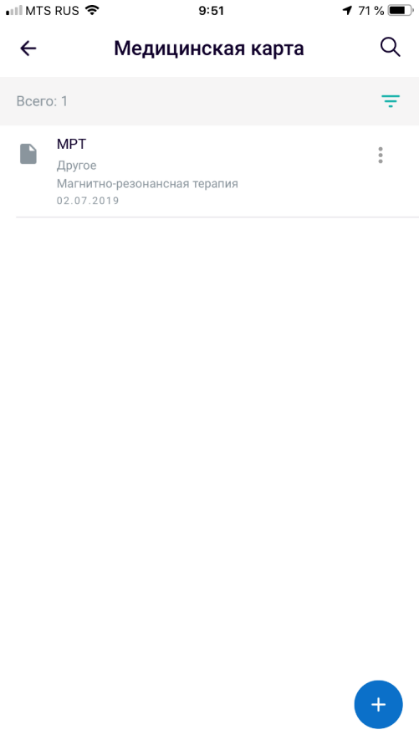 MTS RUS 9:51 71 %
Медицинская карта
Всего: 1
МРТ
Другое
Магнитно-резонансная терапия
02.07.2019